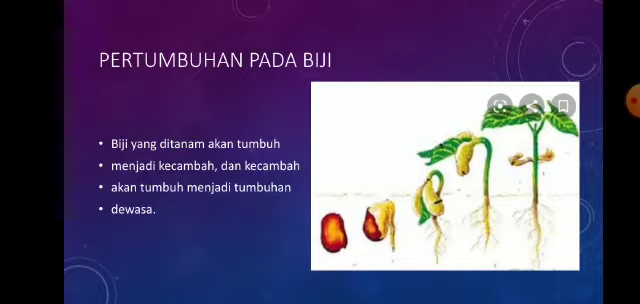 PERTUMBUHAN PADA BIJI
• Biji yang ditanam akan tumbuh
• menjadi kecambah, dan kecambah
• akan tumbuh menjadi tumbuhan
• dewasa.